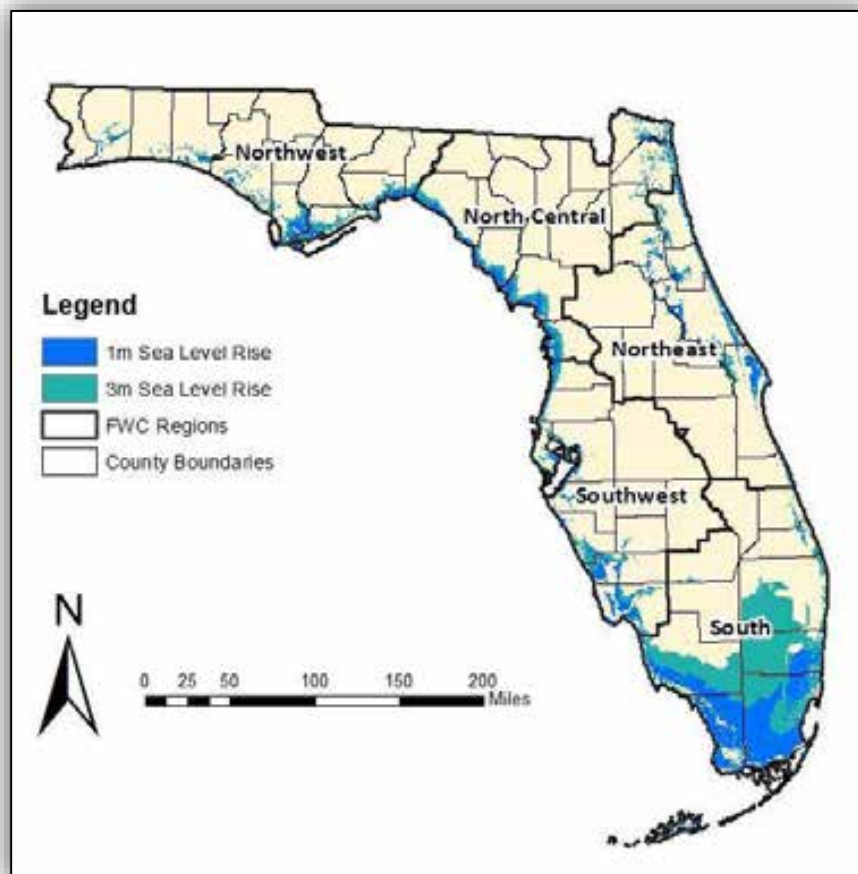 Northwest
North Central
Legend
1m Sea Level Rise
3m Sea Level Rise
FWC Regions
County Boundaries
Northeast
Southwest
South
N
0 25 50 100 150 200
Miles